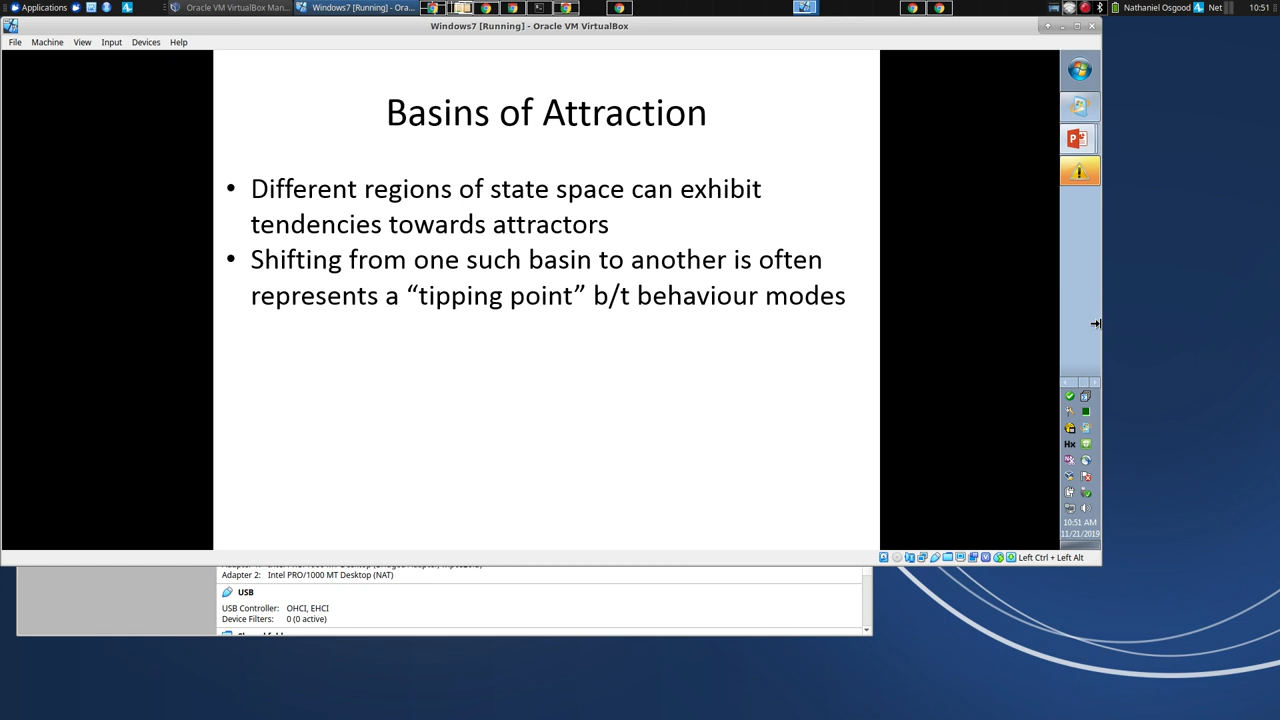 Applications
Oracle VM VirtualBox Man...
Windows7 [Running] - Ora...
Nathaniel Osgood
Net
10:51
Windows7 [Running] - Oracle VM VirtualBox
File Machine View Input Devices Help
Basins of Attraction
• Different regions of state space can exhibit
tendencies towards attractors
• Shifting from one such basin to another is often
represents a “tipping point” b/t behaviour modes
Hx
10:51 AM
11/21/2019
Left Ctrl + Left Alt
Adapter 2: Intel PRO/1000 MT Desktop (NAT)
USB
USB Controller: OHCI, EHCI
Device Filters: 0 (0 active)